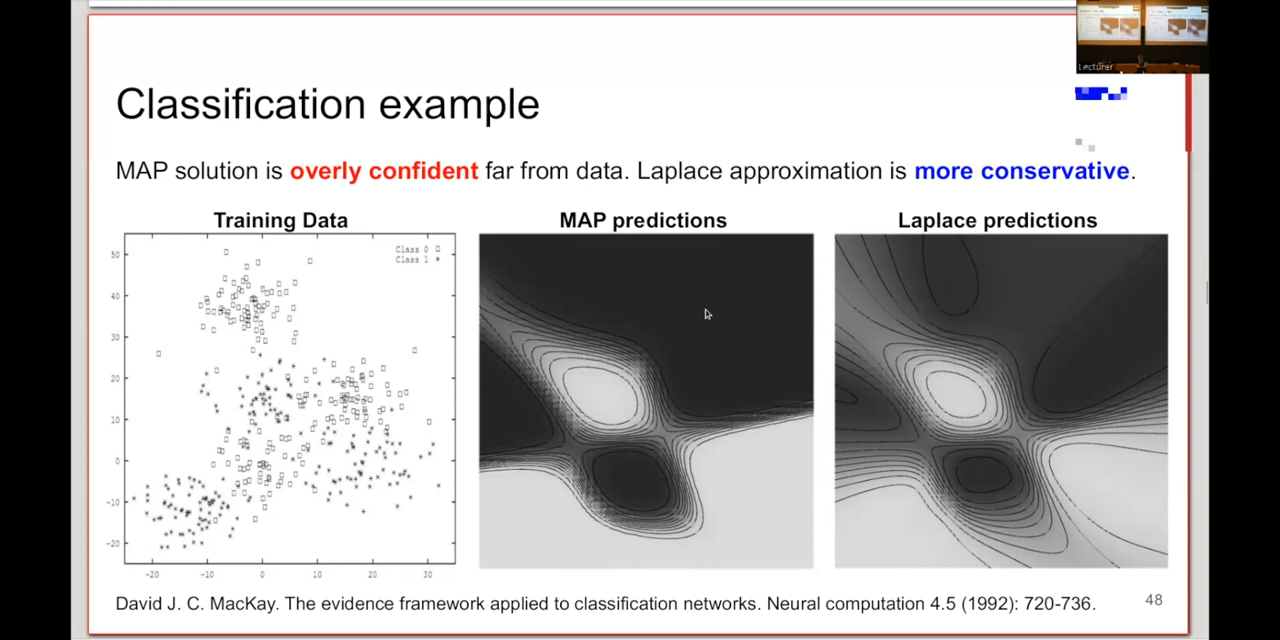 Lecturer
Classification example
MAP solution is overly confident far from data. Laplace approximation is more conservative.
Training Data
MAP predictions
Laplace predictions
Class 0
Class 1
50
40
30
20
10
0
-10
-20
-20 -10 0 10 20 30
David J. C. MacKay. The evidence framework applied to classification networks. Neural computation 4.5 (1992): 720-736.
48